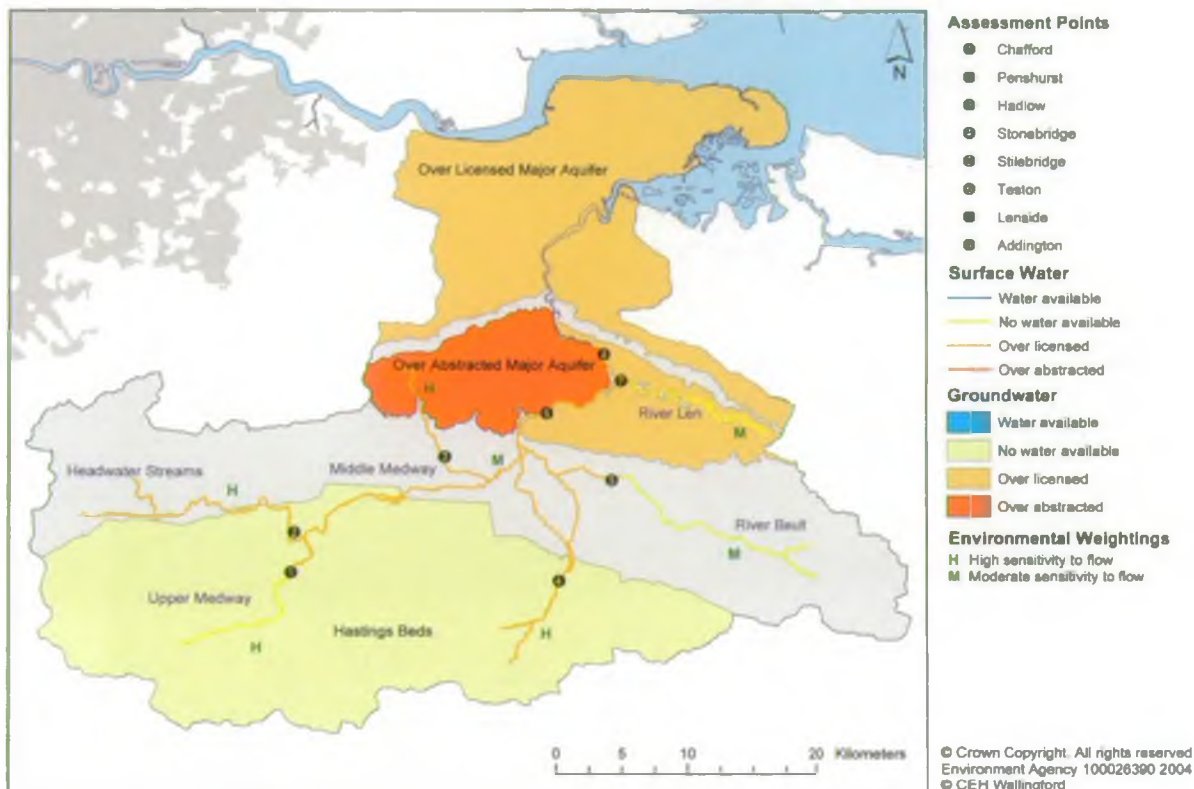 N
Over Licensed Major Aquifer
Over Abstracted Major Aquifer
H
River Len
M
Headwater Streams
Middle Medway
M
H
River Beult
M
Upper Medway
Hastings Beds
H
H
0 5 10 20 Kilometers
Assessment Points
Chafford
Penshurst
Hadlow
Stonebridge
Stilebridge
Teston
Lenside
Addington
Surface Water
Water available
No water available
Over licensed
Over abstracted
Groundwater
Water available
No water available
Over licensed
Over abstracted
Environmental Weightings
H High sensitivity to flow
M Moderate sensitivity to flow
© Crown Copyright. All rights reserved
Environment Agency 100026390 2004
© CEH Wallingford